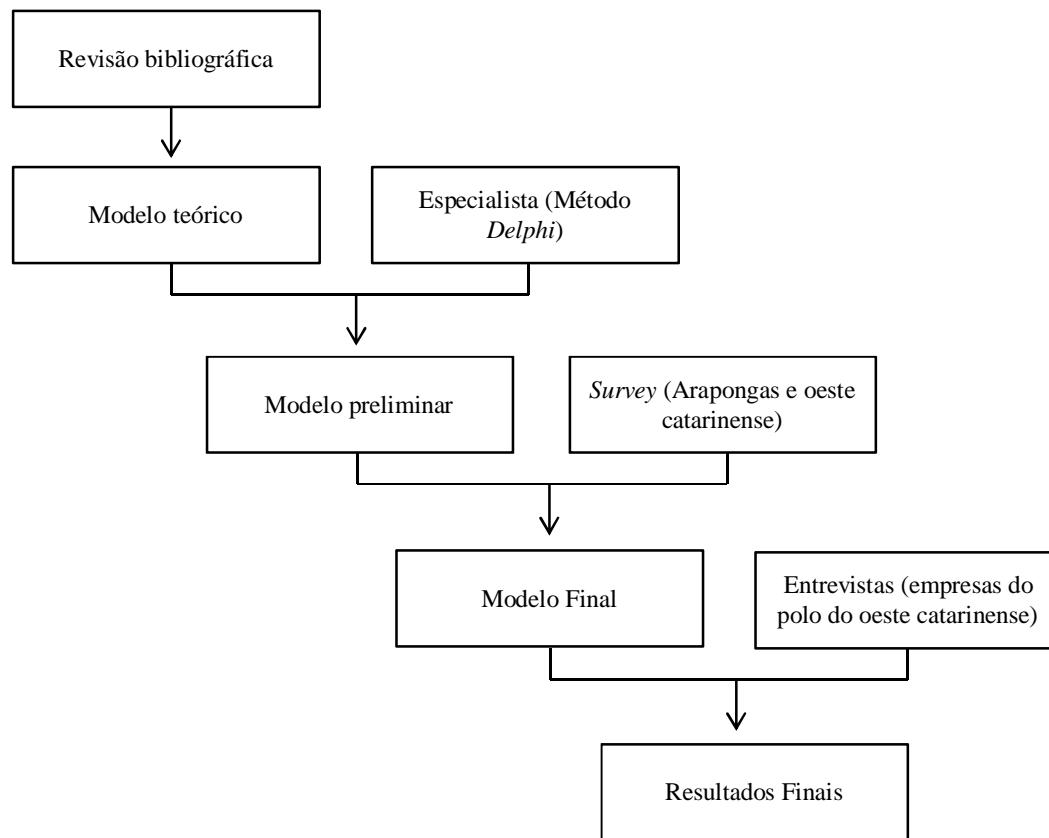 Revisão bibliográfica
Modelo teórico
Especialista (Método
Delphi)
Modelo preliminar
Survey (Arapongas e oeste
catarinense)
Modelo Final
Entrevistas (empresas do
polo do oeste catarinense)
Resultados Finais